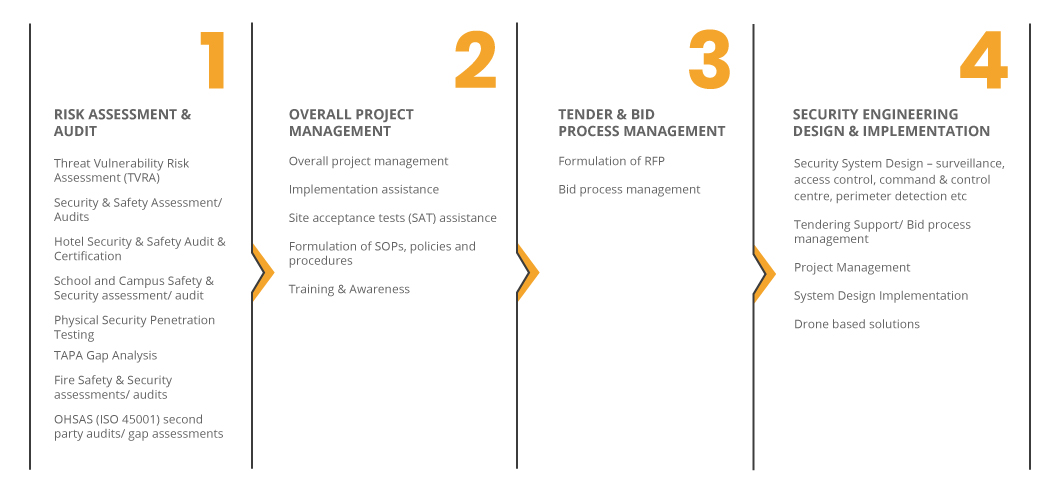 1
RISK ASSESSMENT &
AUDIT
Threat Vulnerability Risk
Assessment (TVRA)
Security & Safety Assessment/
Audits
Hotel Security & Safety Audit &
Certification
School and Campus Safety &
Security assessment/ audit
Physical Security Penetration
Testing
TAPA Gap Analysis
Fire Safety & Security
assessments/ audits
OHSAS (ISO 45001) second
party audits/ gap assessments
2
OVERALL PROJECT
MANAGEMENT
Overall project management
Implementation assistance
Site acceptance tests (SAT) assistance
Formulation of SOPs, policies and
procedures
Training & Awareness
3
TENDER & BID
PROCESS MANAGEMENT
Formulation of RFP
Bid process management
4
SECURITY ENGINEERING
DESIGN & IMPLEMENTATION
Security System Design – surveillance,
access control, command & control
centre, perimeter detection etc
Tendering Support/ Bid process
management
Project Management
System Design Implementation
Drone based solutions